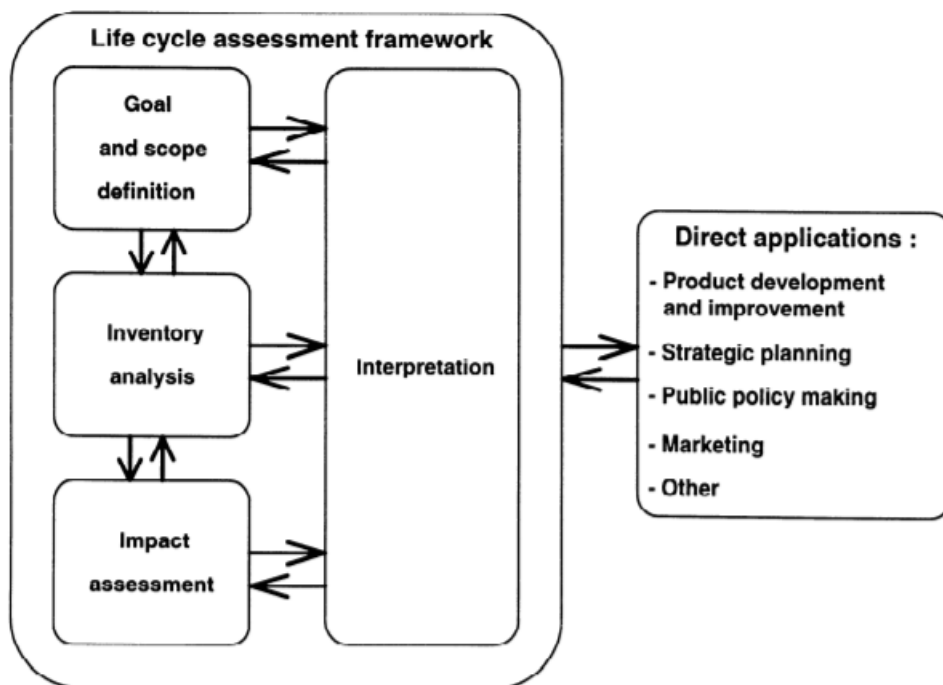 Life cycle assessment framework
Goal
and scope
definition
Inventory
analysis
Impact
assessment
Interpretation
Direct applications :
- Product development
and improvement
- Strategic planning
- Public policy making
- Marketing
- Other